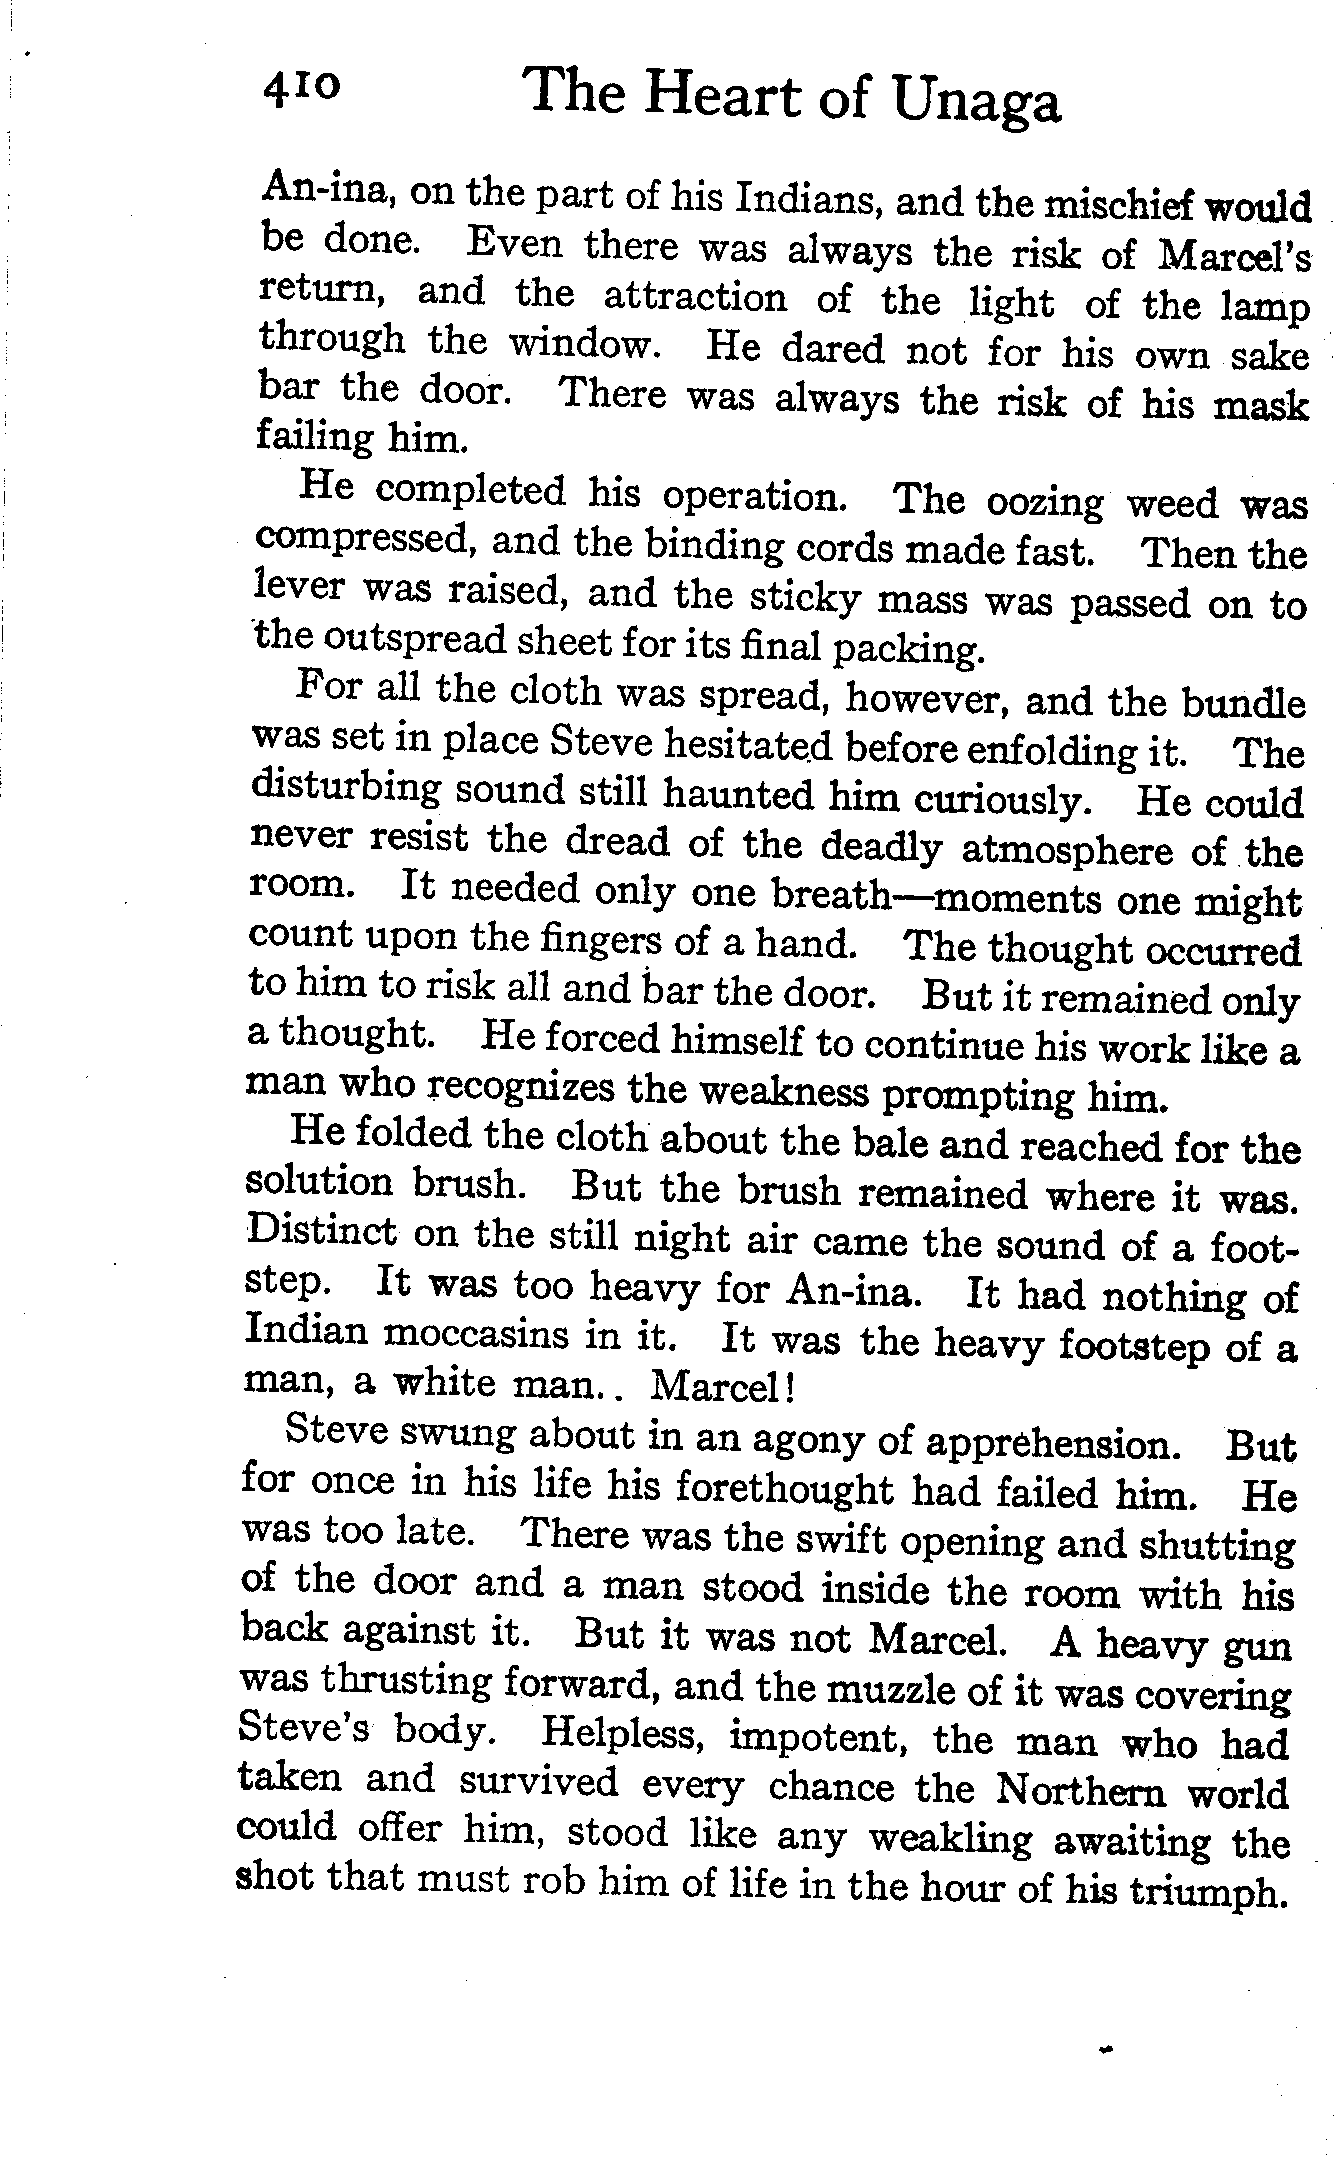 410 The Heart of Unaga
An-ina, on the part of his Indians, and the mischief would
be done. Even there was always the risk of Marcel's
return, and the attraction of the light of the lamp
through the window. He dared not for his own sake
bar the door. There was always the risk of his mask
failing him.
He completed his operation. The oozing weed was
compressed, and the binding cords made fast. Then the
lever was raised, and the sticky mass was passed on to
the outspread sheet for its final packing.
For all the cloth was spread, however, and the bundle
was set in place Steve hesitated before enfolding it. The
disturbing sound still haunted him curiously. He could
never resist the dread of the deadly atmosphere of the
room. It needed only one breath—moments one might
count upon the fingers of a hand. The thought occurred
to him to risk all and bar the door. But it remained only
a thought. He forced himself to continue his work like a
man who recognizes the weakness prompting him.
He folded the cloth about the bale and reached for the
solution brush. But the brush remained where it was.
Distinct on the still night air came the sound of a foot-
step. It was too heavy for An-ina. It had nothing of
Indian moccasins in it. It was the heavy footstep of a
man, a white man.. Marcel!
Steve swung about in an agony of apprehension. But
for once in his life his forethought had failed him. He
was too late. There was the swift opening and shutting
of the door and a man stood inside the room with his
back against it. But it was not Marcel. A heavy gun
was thrusting forward, and the muzzle of it was covering
Steve's body. Helpless, impotent, the man who had
taken and survived every chance the Northern world
could offer him, stood like any weakling awaiting the
shot that must rob him of life in the hour of his triumph.